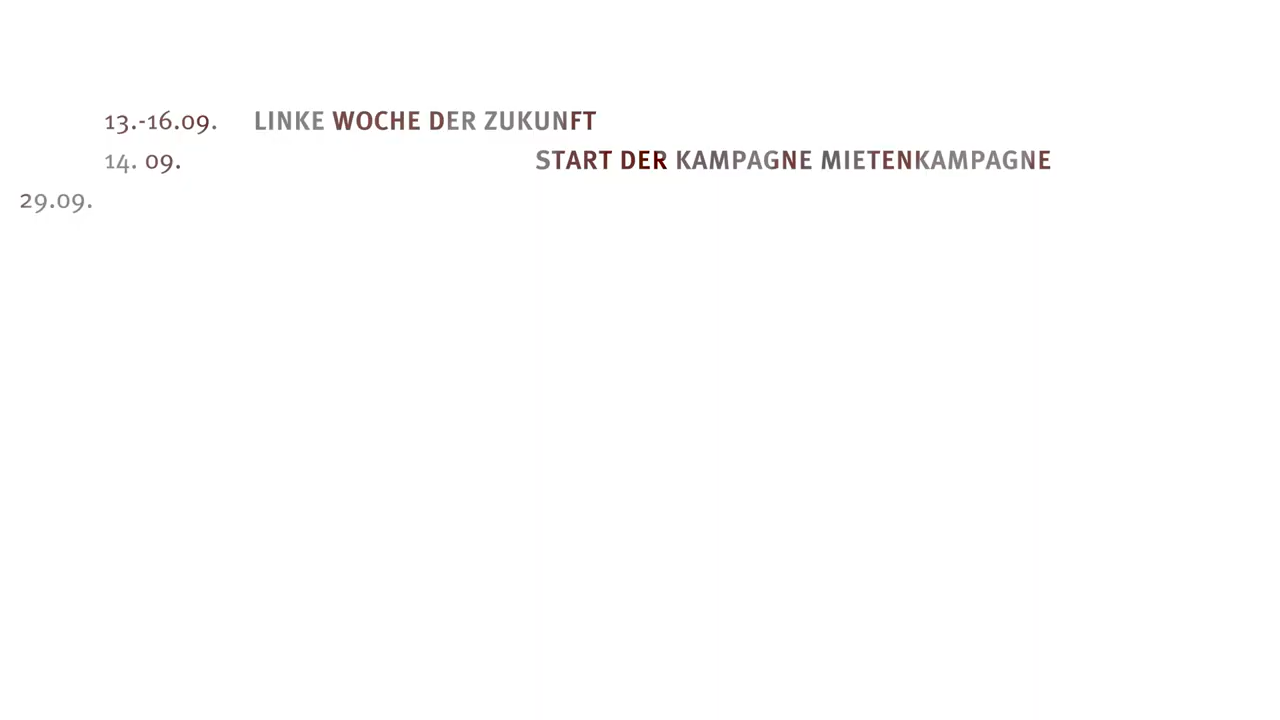 13.-16.09. LINKE WOCHE DER ZUKUNFT
14. 09. START DER KAMPAGNE MIETENKAMPAGNE
29.09.